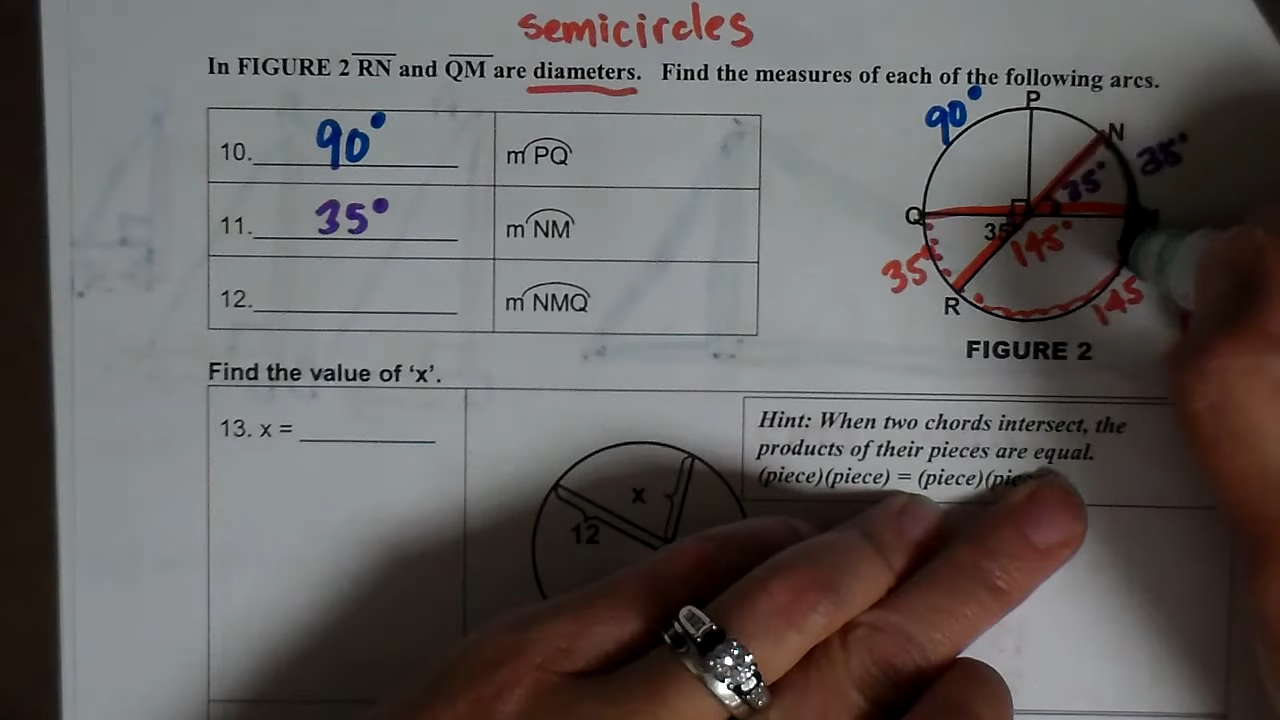 semicircles
In FIGURE 2 RN and QM are diameters. Find the measures of each of the following arcs.
10. 90° m PQ
11. 35° m NM
12. m NMQ
90°
P
N
35°
35°
Q
35
145°
35°
R
145
FIGURE 2
Find the value of ‘x’.
13. x =
x
12
Hint: When two chords intersect, the
products of their pieces are equal.
(piece)(piece) = (piece)